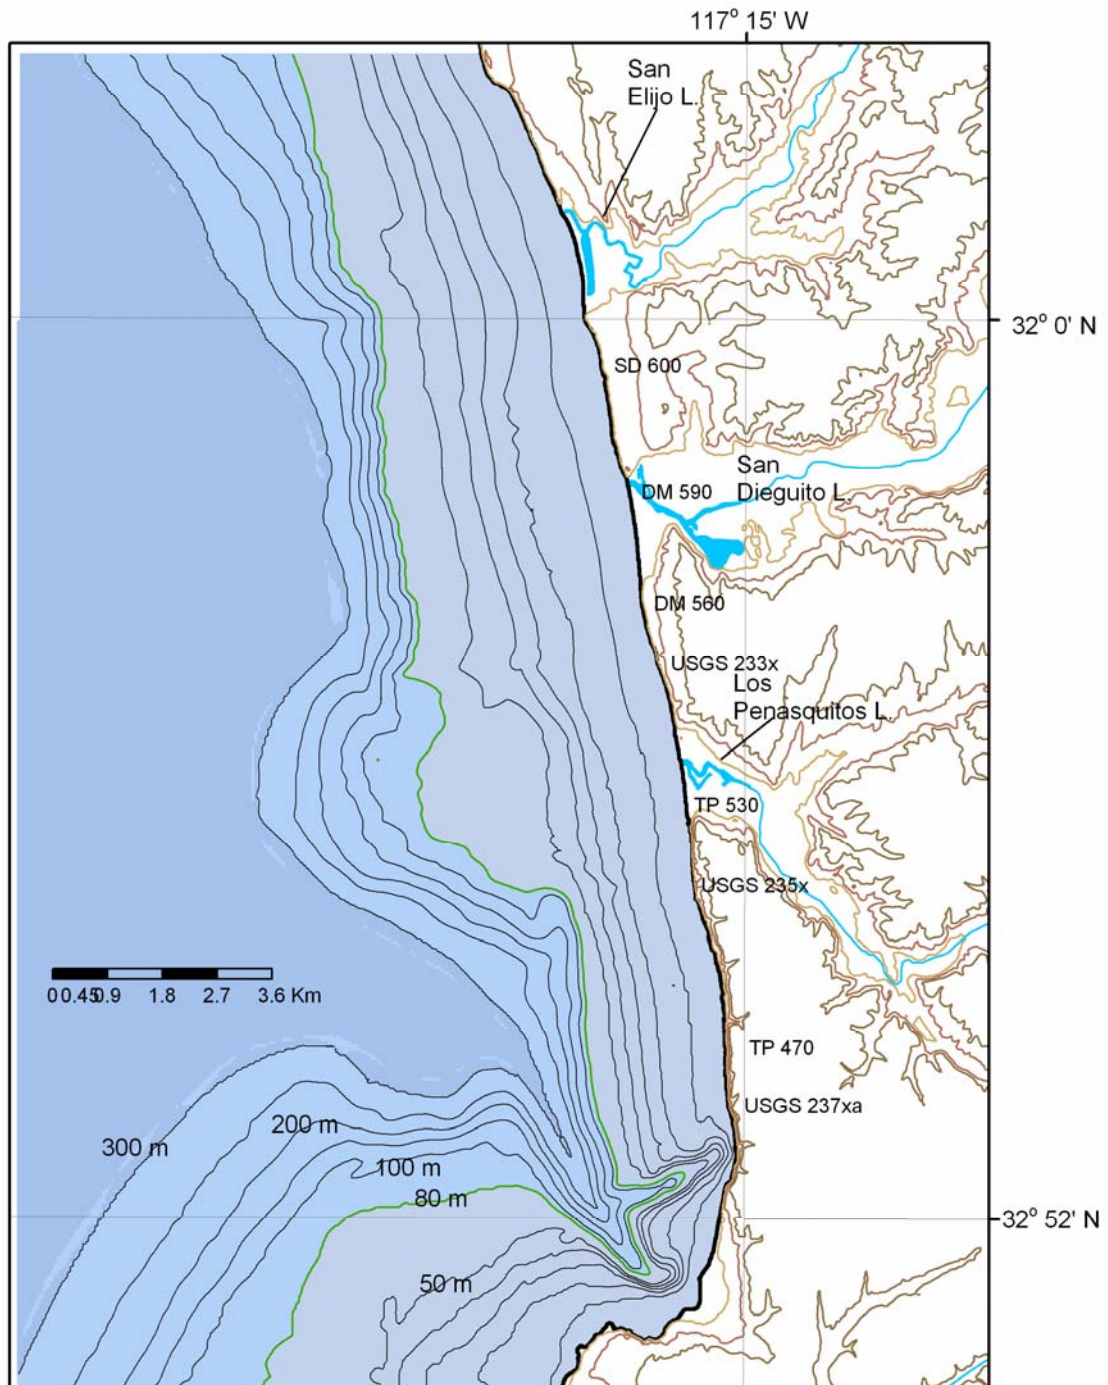 117° 15' W
San
Elijo L.
32° 0' N
SD 600
San
Dieguito L.
DM 590
DM 560
USGS 233x
Los
Penasquitos L.
TP 530
USGS 235x
0 0.45 0.9 1.8 2.7 3.6 Km
TP 470
USGS 237xa
200 m
300 m
100 m
80 m
32° 52' N
50 m